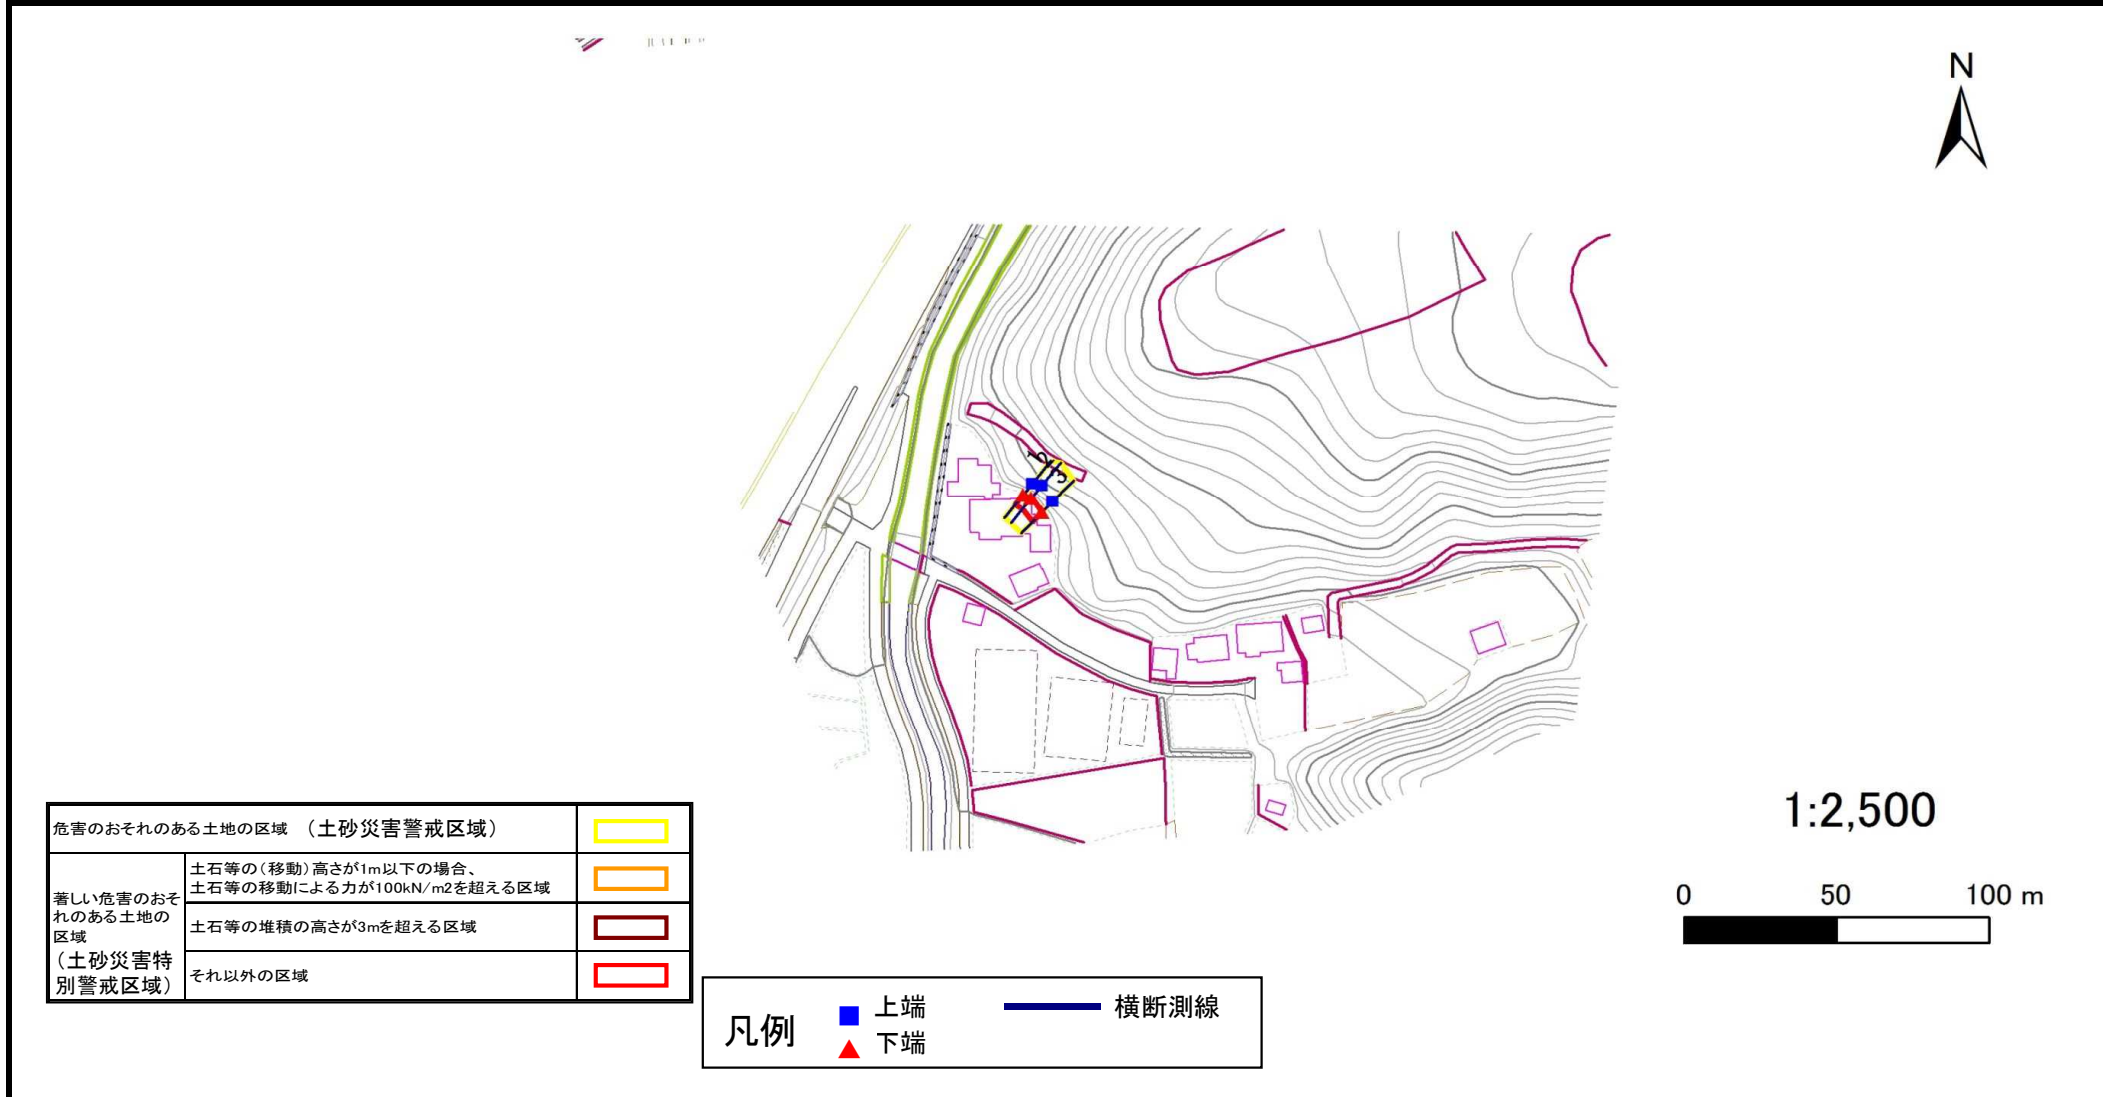 N
1
2
3
1:2,500
0 50 100 m
危害のおそれのある土地の区域 (土砂災害警戒区域)
著しい危害のおそ
れのある土地の
区域
(土砂災害特
別警戒区域)
土石等の(移動)高さが1m以下の場合、
土石等の移動による力が100kN/m2を超える区域
土石等の堆積の高さが3mを超える区域
それ以外の区域
凡例
上端
下端
横断測線